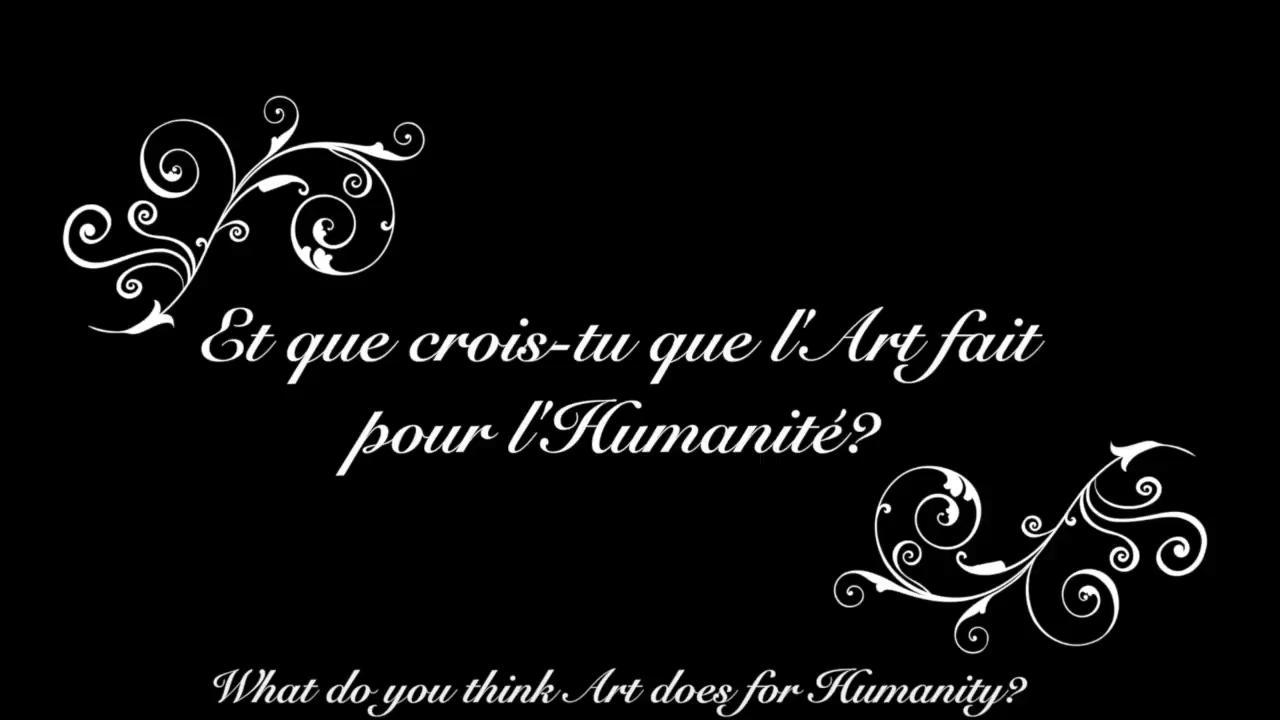 Et que crois-tu que l'Art fait
pour l'Humanité?
What do you think Art does for Humanity?